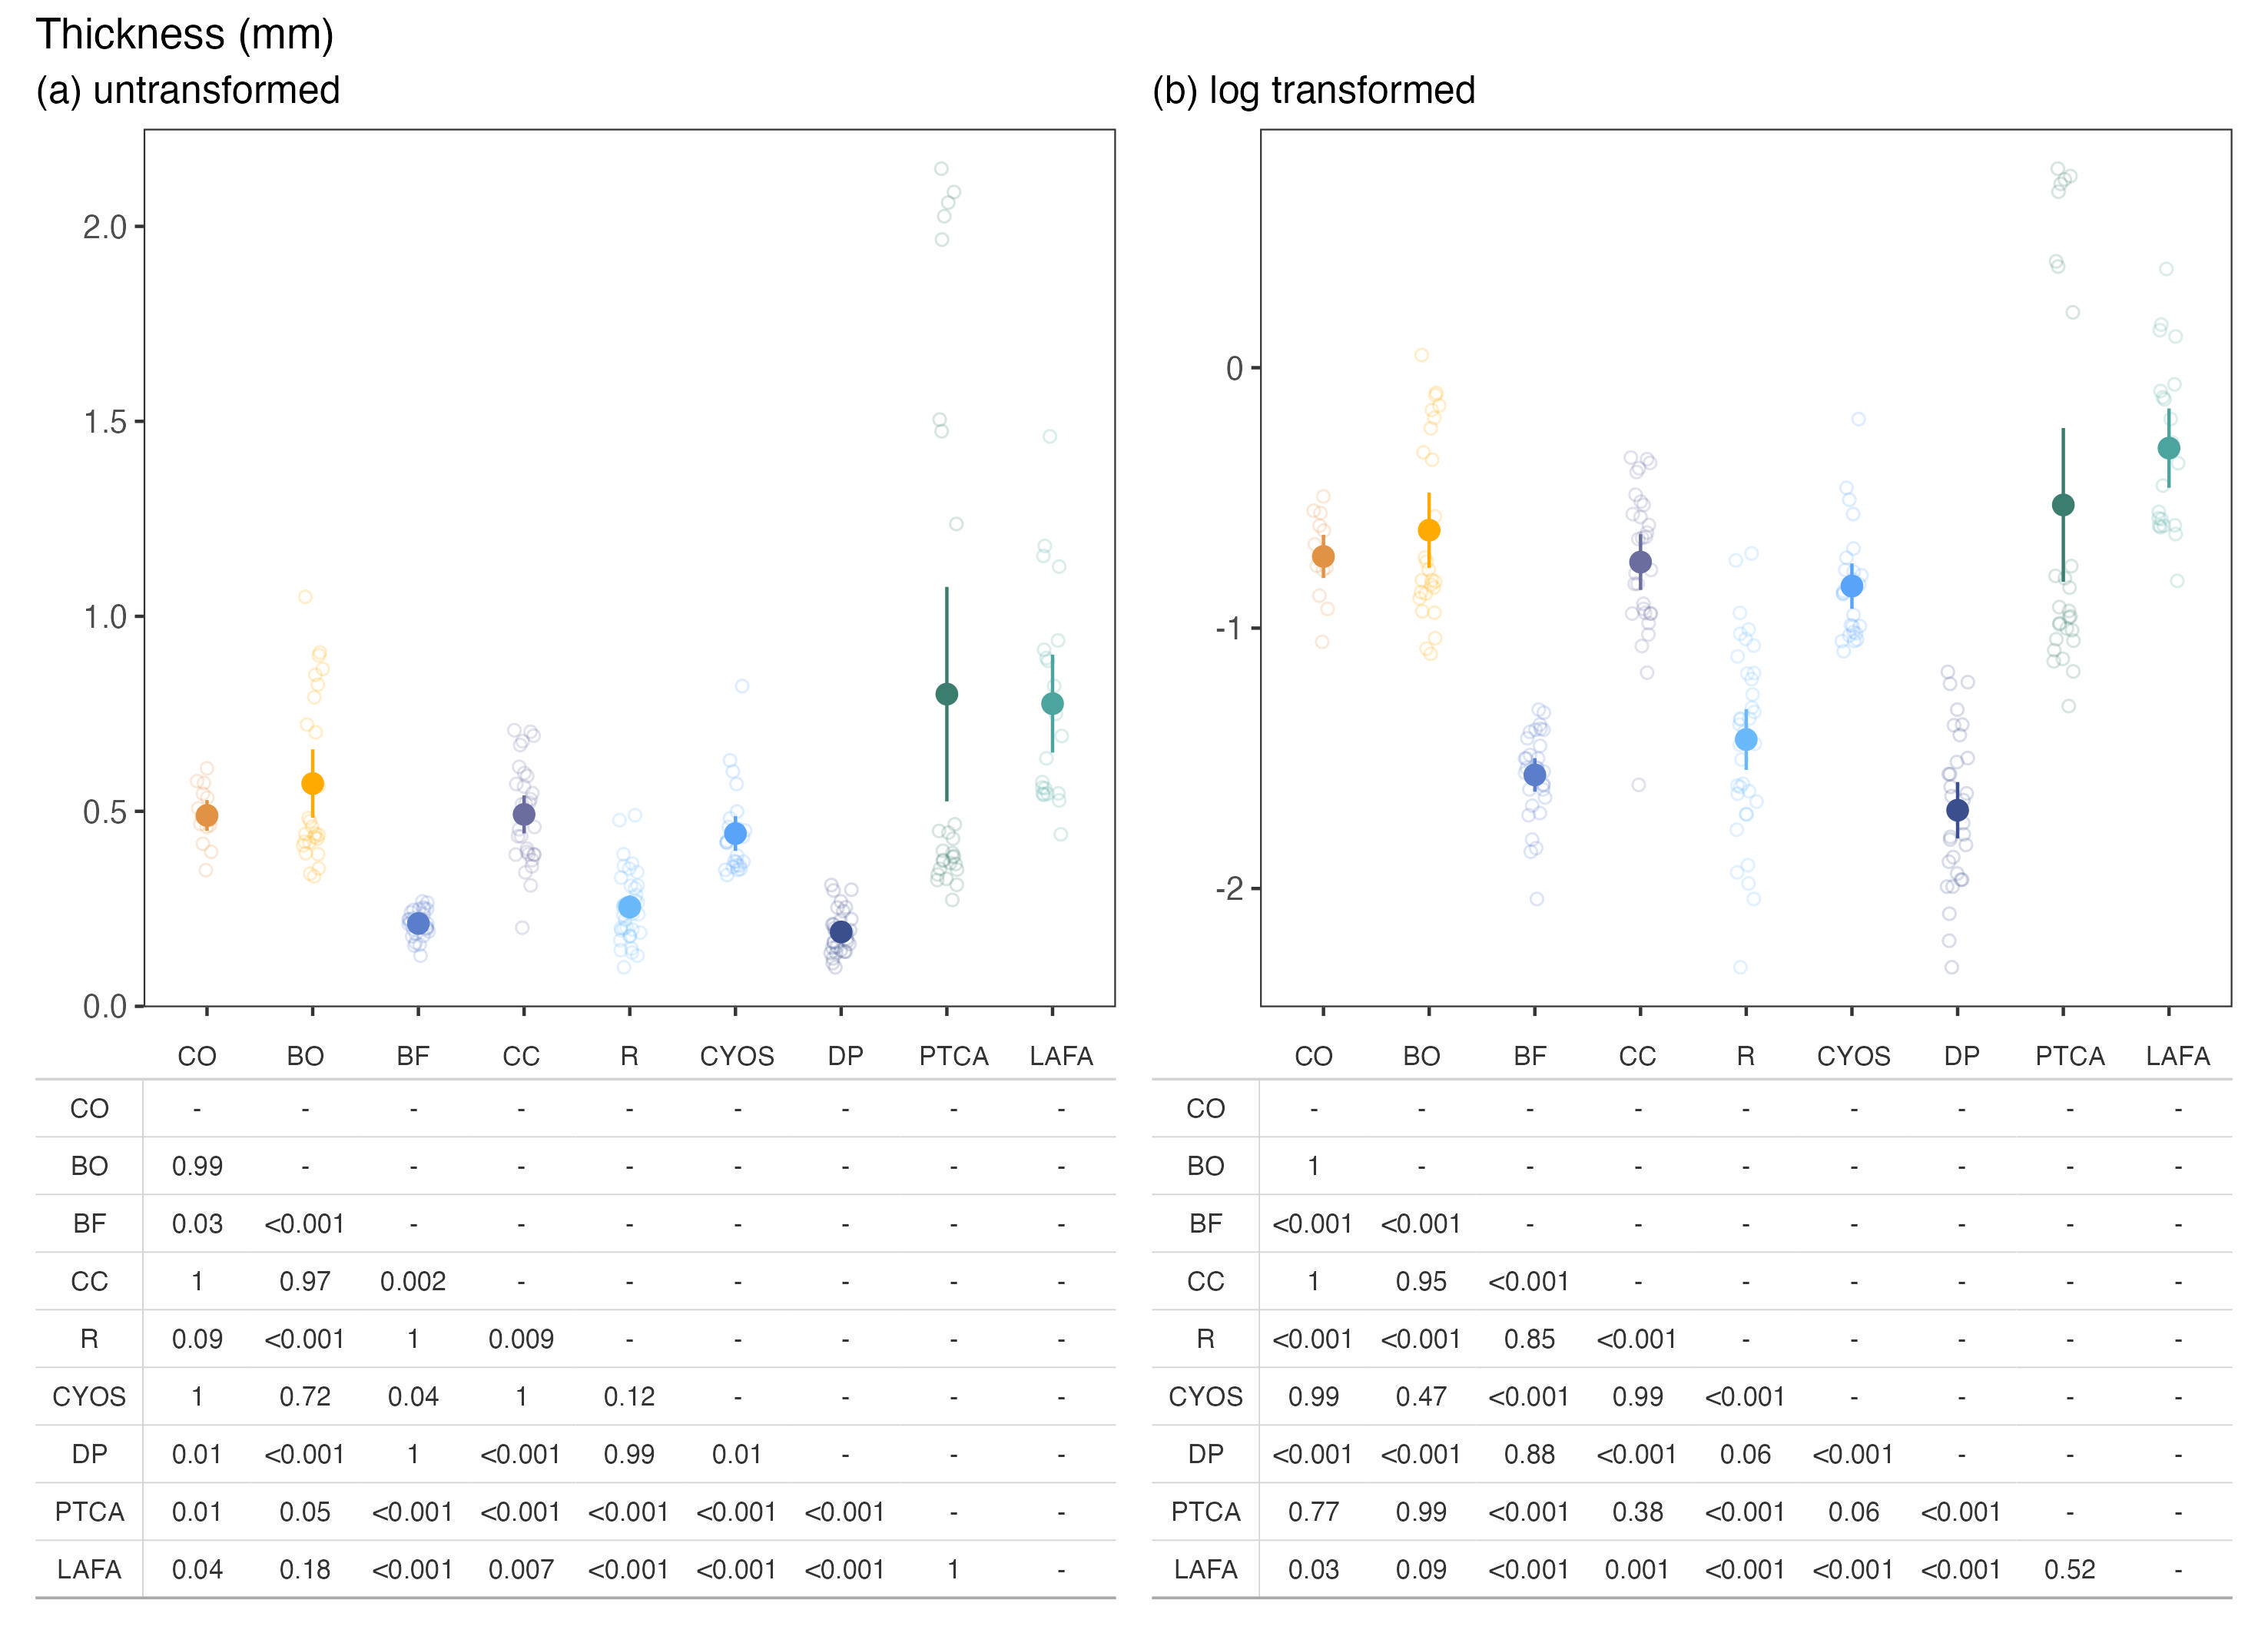 Thickness (mm)
(a) untransformed
2.0
1.5
1.0
0.5
0.0
CO BO BF CC R CYOS DP PTCA LAFA
CO - - - - - - - - -
BO 0.99 - - - - - - - -
BF 0.03 <0.001 - - - - - - -
CC 1 0.97 0.002 - - - - - -
R 0.09 <0.001 1 0.009 - - - - -
CYOS 1 0.72 0.04 1 0.12 - - - -
DP 0.01 <0.001 1 <0.001 0.99 0.01 - - -
PTCA 0.01 0.05 <0.001 <0.001 <0.001 <0.001 <0.001 - -
LAFA 0.04 0.18 <0.001 0.007 <0.001 <0.001 <0.001 1 -
(b) log transformed
0
-1
-2
CO BO BF CC R CYOS DP PTCA LAFA
CO - - - - - - - - -
BO 1 - - - - - - - -
BF <0.001 <0.001 - - - - - - -
CC 1 0.95 <0.001 - - - - - -
R <0.001 <0.001 0.85 <0.001 - - - - -
CYOS 0.99 0.47 <0.001 0.99 <0.001 - - - -
DP <0.001 <0.001 0.88 <0.001 0.06 <0.001 - - -
PTCA 0.77 0.99 <0.001 0.38 <0.001 0.06 <0.001 - -
LAFA 0.03 0.09 <0.001 0.001 <0.001 <0.001 <0.001 0.52 -